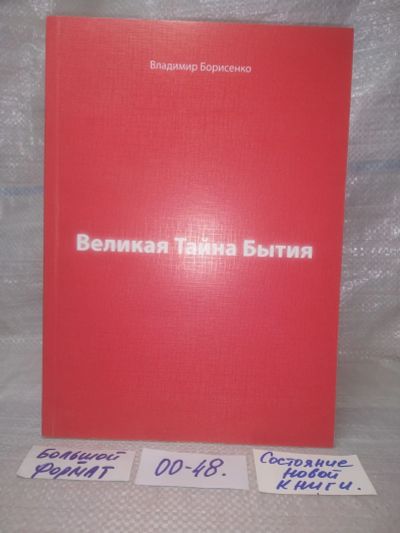 Владимир Борисенко
Великая Тайна Бытия
БОЛЬШОЙ
ФОРМАТ
00-48.
Состояние
НОВОЙ
КНИГИ.